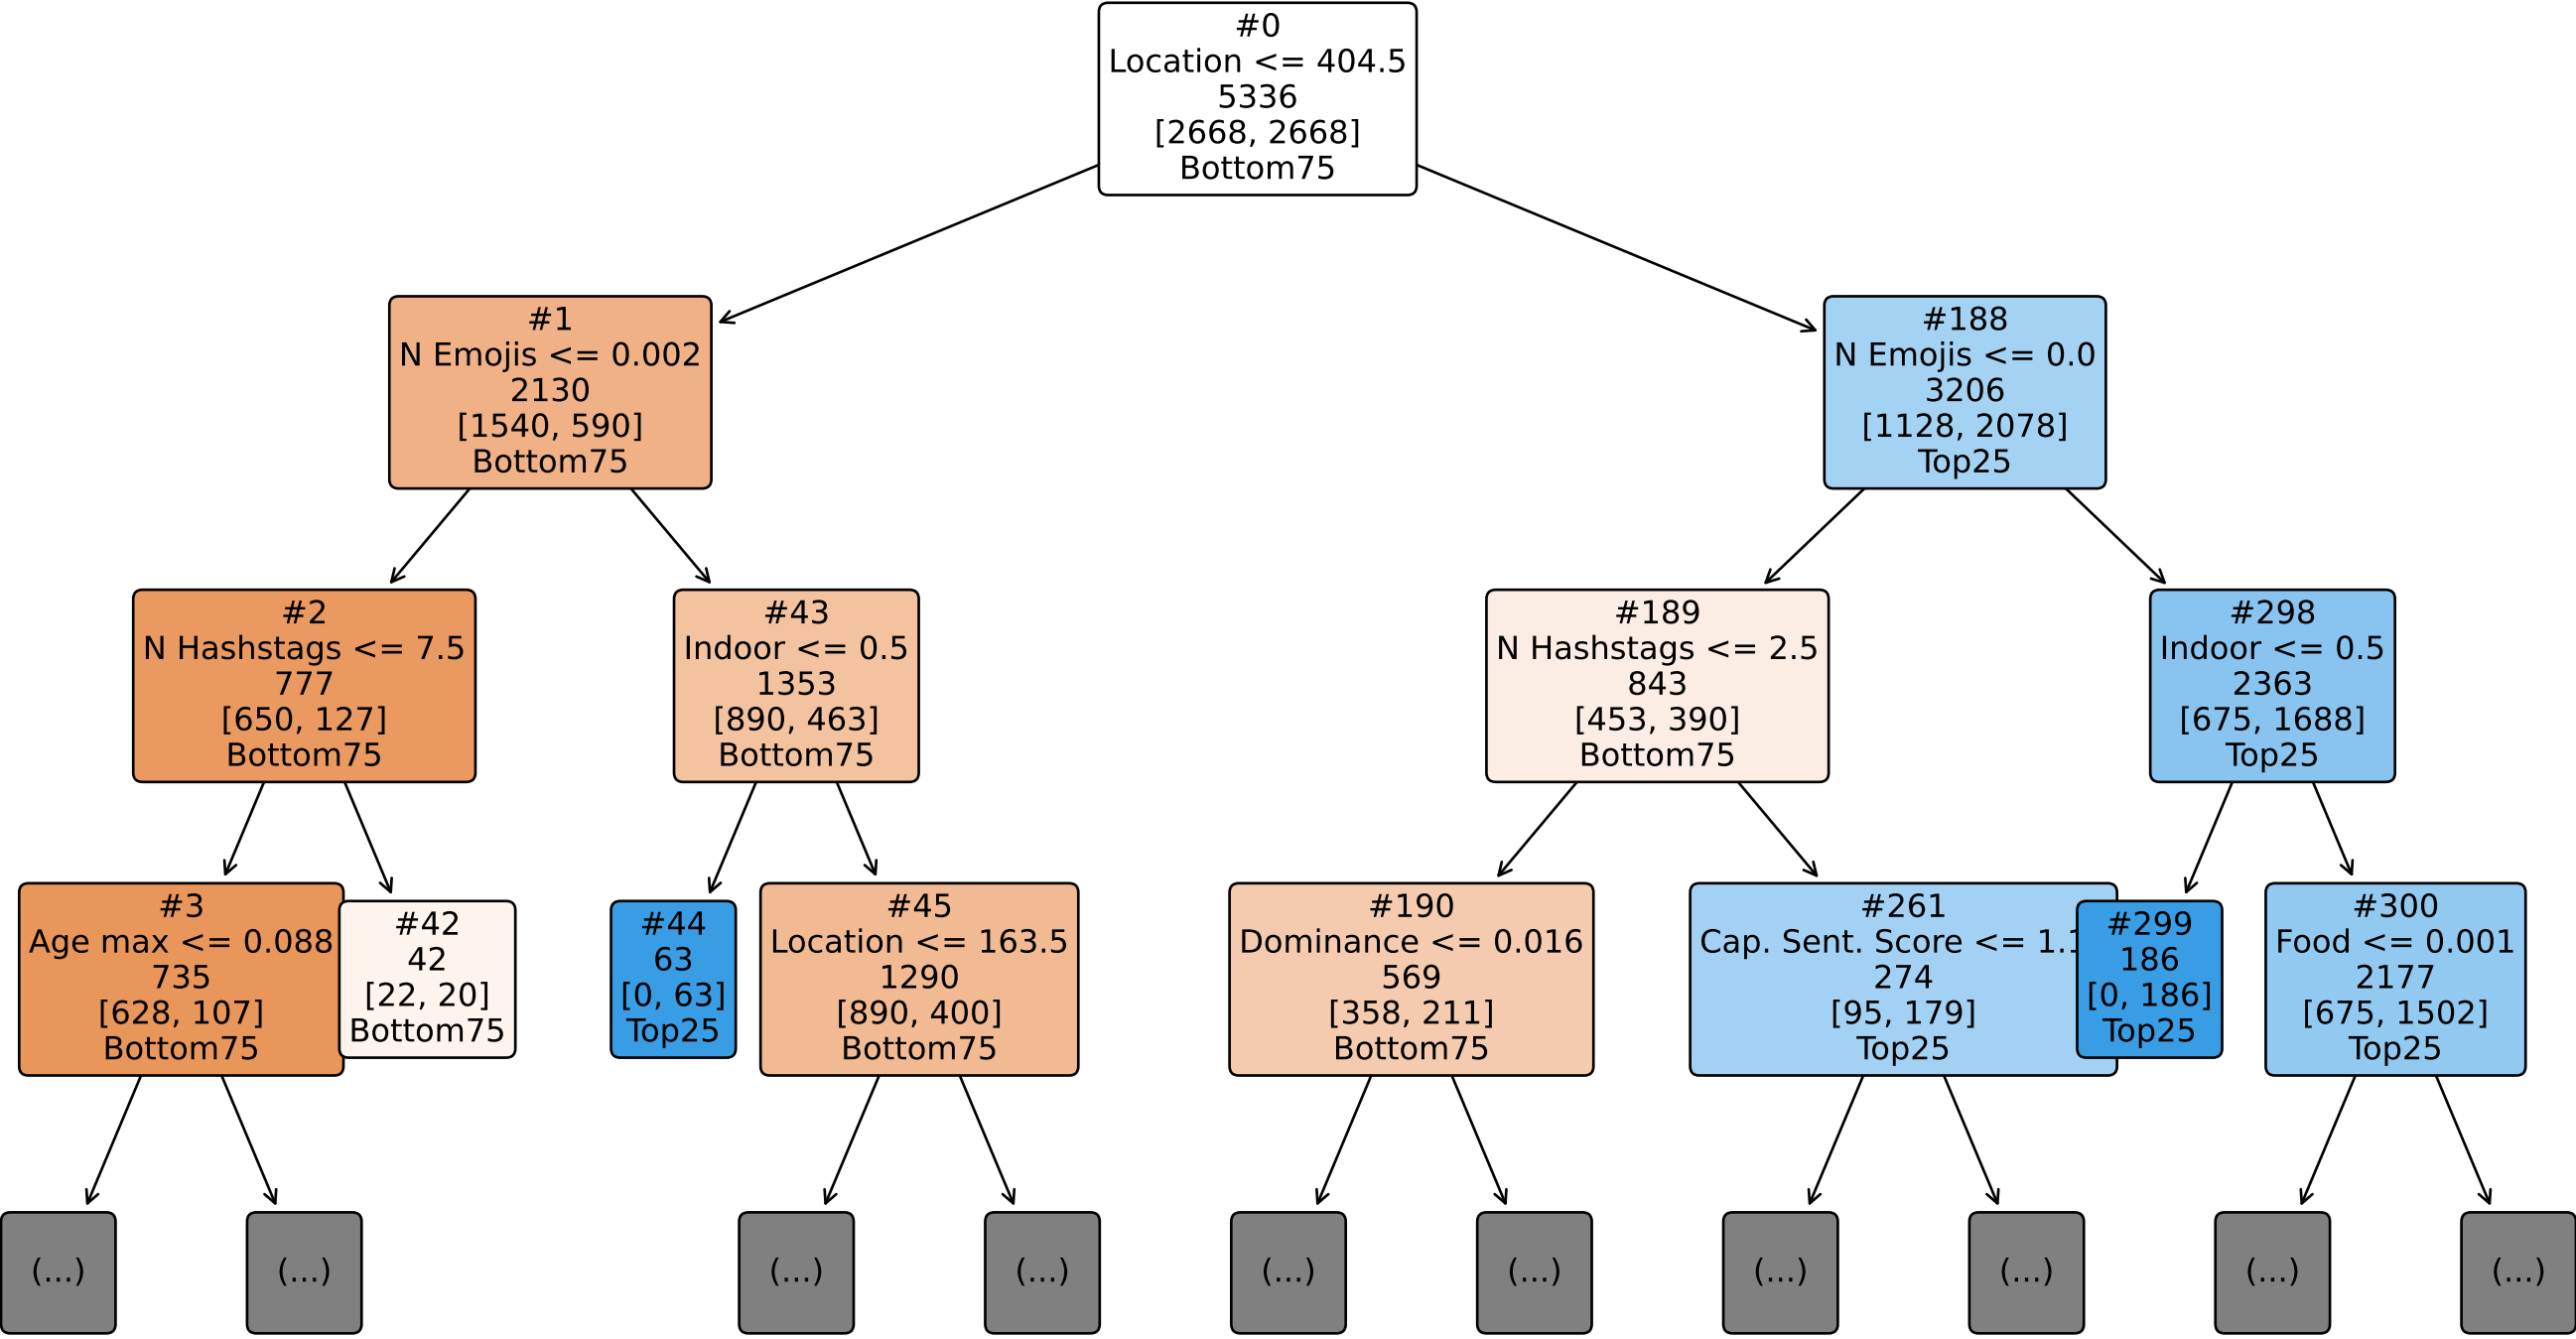 #0
Location <= 404.5
5336
[2668, 2668]
Bottom75
#1
N Emojis <= 0.002
2130
[1540, 590]
Bottom75
#188
N Emojis <= 0.0
3206
[1128, 2078]
Top25
#2
N Hashstags <= 7.5
777
[650, 127]
Bottom75
#43
Indoor <= 0.5
1353
[890, 463]
Bottom75
#189
N Hashstags <= 2.5
843
[453, 390]
Bottom75
#298
Indoor <= 0.5
2363
[675, 1688]
Top25
#3
Age max <= 0.088
735
[628, 107]
Bottom75
#42
42
[22, 20]
Bottom75
#44
63
[0, 63]
Top25
#45
Location <= 163.5
1290
[890, 400]
Bottom75
#190
Dominance <= 0.016
569
[358, 211]
Bottom75
#261
Cap. Sent. Score <=
274
[95, 179]
Top25
#299
186
[0, 186]
Top25
#300
Food <= 0.001
2177
[675, 1502]
Top25
(...)
(...)
(...)
(...)
(...)
(...)
(...)
(...)
(...)
(...)